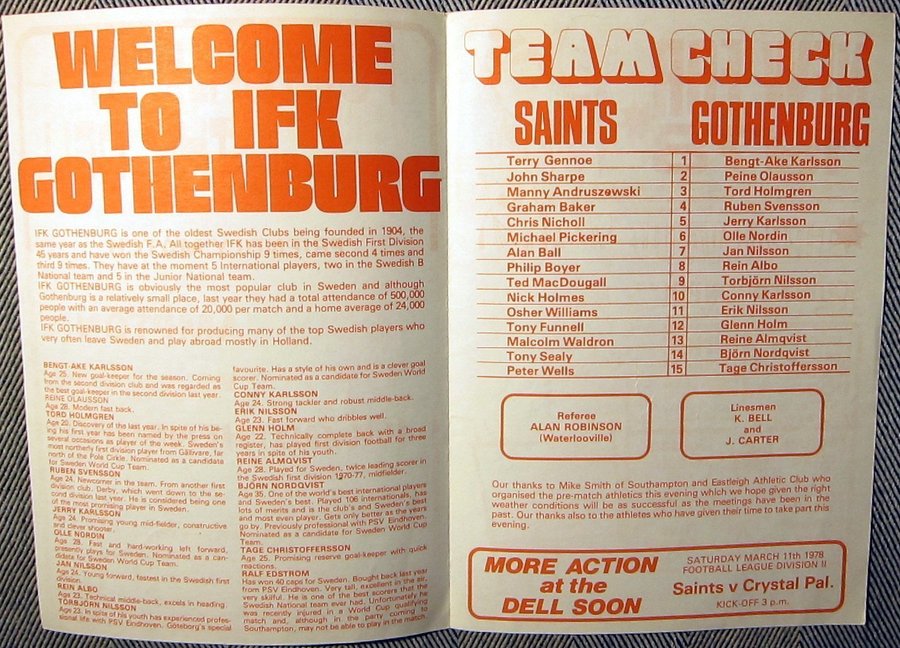 WELCOME
TO IFK
GOTHENBURG
IFK GOTHENBURG is one of the oldest Swedish Clubs being founded in 1904, the
same year as the Swedish F.A. All together IFK has been in the Swedish First Division
45 years and have won the Swedish Championship 9 times, came second 4 times and
third 9 times. They have at the moment 5 International players, two in the Swedish B
National team and 5 in the Junior National team.
IFK GOTHENBURG is obviously the most popular club in Sweden and although
Gothenburg is a relatively small place, last year they had a total attendance of 500,000
people with an average attendance of 20,000 per match and a home average of 24,000
people.
IFK GOTHENBURG is renowned for producing many of the top Swedish players who
very often leave Sweden and play abroad mostly in Holland.
BENGT-AKE KARLSSON
Age 25. New goal-keeper for the season. Coming
from the second division club and was regarded as
the best goal-keeper in the second division last year.
REINE OLAUSSON
Age 28. Modern fast back.
TORD HOLMGREN
Age 20. Discovery of the last year. In spite of his be-
ing his first year has been named by the press on
several occasions as player of the week. Sweden's
most northerly first division player from Gällivare, far
north of the Pole Cirkle. Nominated as a candidate
for Sweden World Cup Team.
RUBEN SVENSSON
Age 24. Newcomer in the team. From another first
division club, Derby, which went down to the se-
cond division last year. He is considered being one
of the most promising player in Sweden.
JERRY KARLSSON
Age 24. Promising young mid-fielder, constructive
and clever shooter.
OLLE NORDIN
Age 28. Fast and hard-working left forward,
presently plays for Sweden. Nominated as a can-
didate for Sweden World Cup Team.
JAN NILSSON
Age 24. Young forward, fastest in the Swedish first
division.
REIN ALBO
Age 23. Technical middle-back, excels in heading.
TORBJÖRN NILSSON
Age 23. In spite of his youth has experienced profes-
sional life with PSV Eindhoven. Göteborg's special
favourite. Has a style of his own and is a clever goal
scorer. Nominated as a candidate for Sweden World
Cup Team.
CONNY KARLSSON
Age 24. Strong tackler and robust middle-back.
ERIK NILSSON
Age 23. Fast forward who dribbles well.
GLENN HOLM
Age 22. Technically complete back with a broad
register, has played first division football for three
years in spite of his youth.
REINE ALMQVIST
Age 28. Played for Sweden, twice leading scorer in
the Swedish first division 1970-77, midfielder.
BJÖRN NORDQVIST
Age 35. One of the world's best international players
and Sweden's best. Played 106 internationals, has
lots of merits and is the club's and Sweden's best
and most even player. Gets only better as the years
go by. Previously professional with PSV Eindhoven.
Nominated as a candidate for Sweden World Cup
Team.
TAGE CHRISTOFFERSSON
Age 25. Promising reserve goal-keeper with quick
reactions.
RALF EDSTROM
Has won 40 caps for Sweden. Bought back last year
from PSV Eindhoven. Very tall, excellent in the air,
very skilful. He is one of the best scorers that the
Swedish National team ever had. Unfortunately he
was recently injured in a World Cup qualifying
match and, although in the party coming to
Southampton, may not be able to play in the match.
TEAM CHECK
SAINTS GOTHENBURG
Terry Gennoe 1 Bengt-Ake Karlsson
John Sharpe 2 Peine Olausson
Manny Andruszewski 3 Tord Holmgren
Graham Baker 4 Ruben Svensson
Chris Nicholl 5 Jerry Karlsson
Michael Pickering 6 Olle Nordin
Alan Ball 7 Jan Nilsson
Philip Boyer 8 Rein Albo
Ted MacDougall 9 Torbjörn Nilsson
Nick Holmes 10 Conny Karlsson
Osher Williams 11 Erik Nilsson
Tony Funnell 12 Glenn Holm
Malcolm Waldron 13 Reine Almqvist
Tony Sealy 14 Björn Nordqvist
Peter Wells 15 Tage Christoffersson
Referee
ALAN ROBINSON
(Waterlooville)
Linesmen
K. BELL
and
J. CARTER
Our thanks to Mike Smith of Southampton and Eastleigh Athletic Club who
organised the pre-match athletics this evening which we hope given the right
weather conditions will be as successful as the meetings have been in the
past. Our thanks also to the athletes who have given their time to take part this
evening.
MORE ACTION
at the
DELL SOON
SATURDAY MARCH 11th 1978
FOOTBALL LEAGUE DIVISION II
Saints v Crystal Pal.
KICK-OFF 3 p.m.